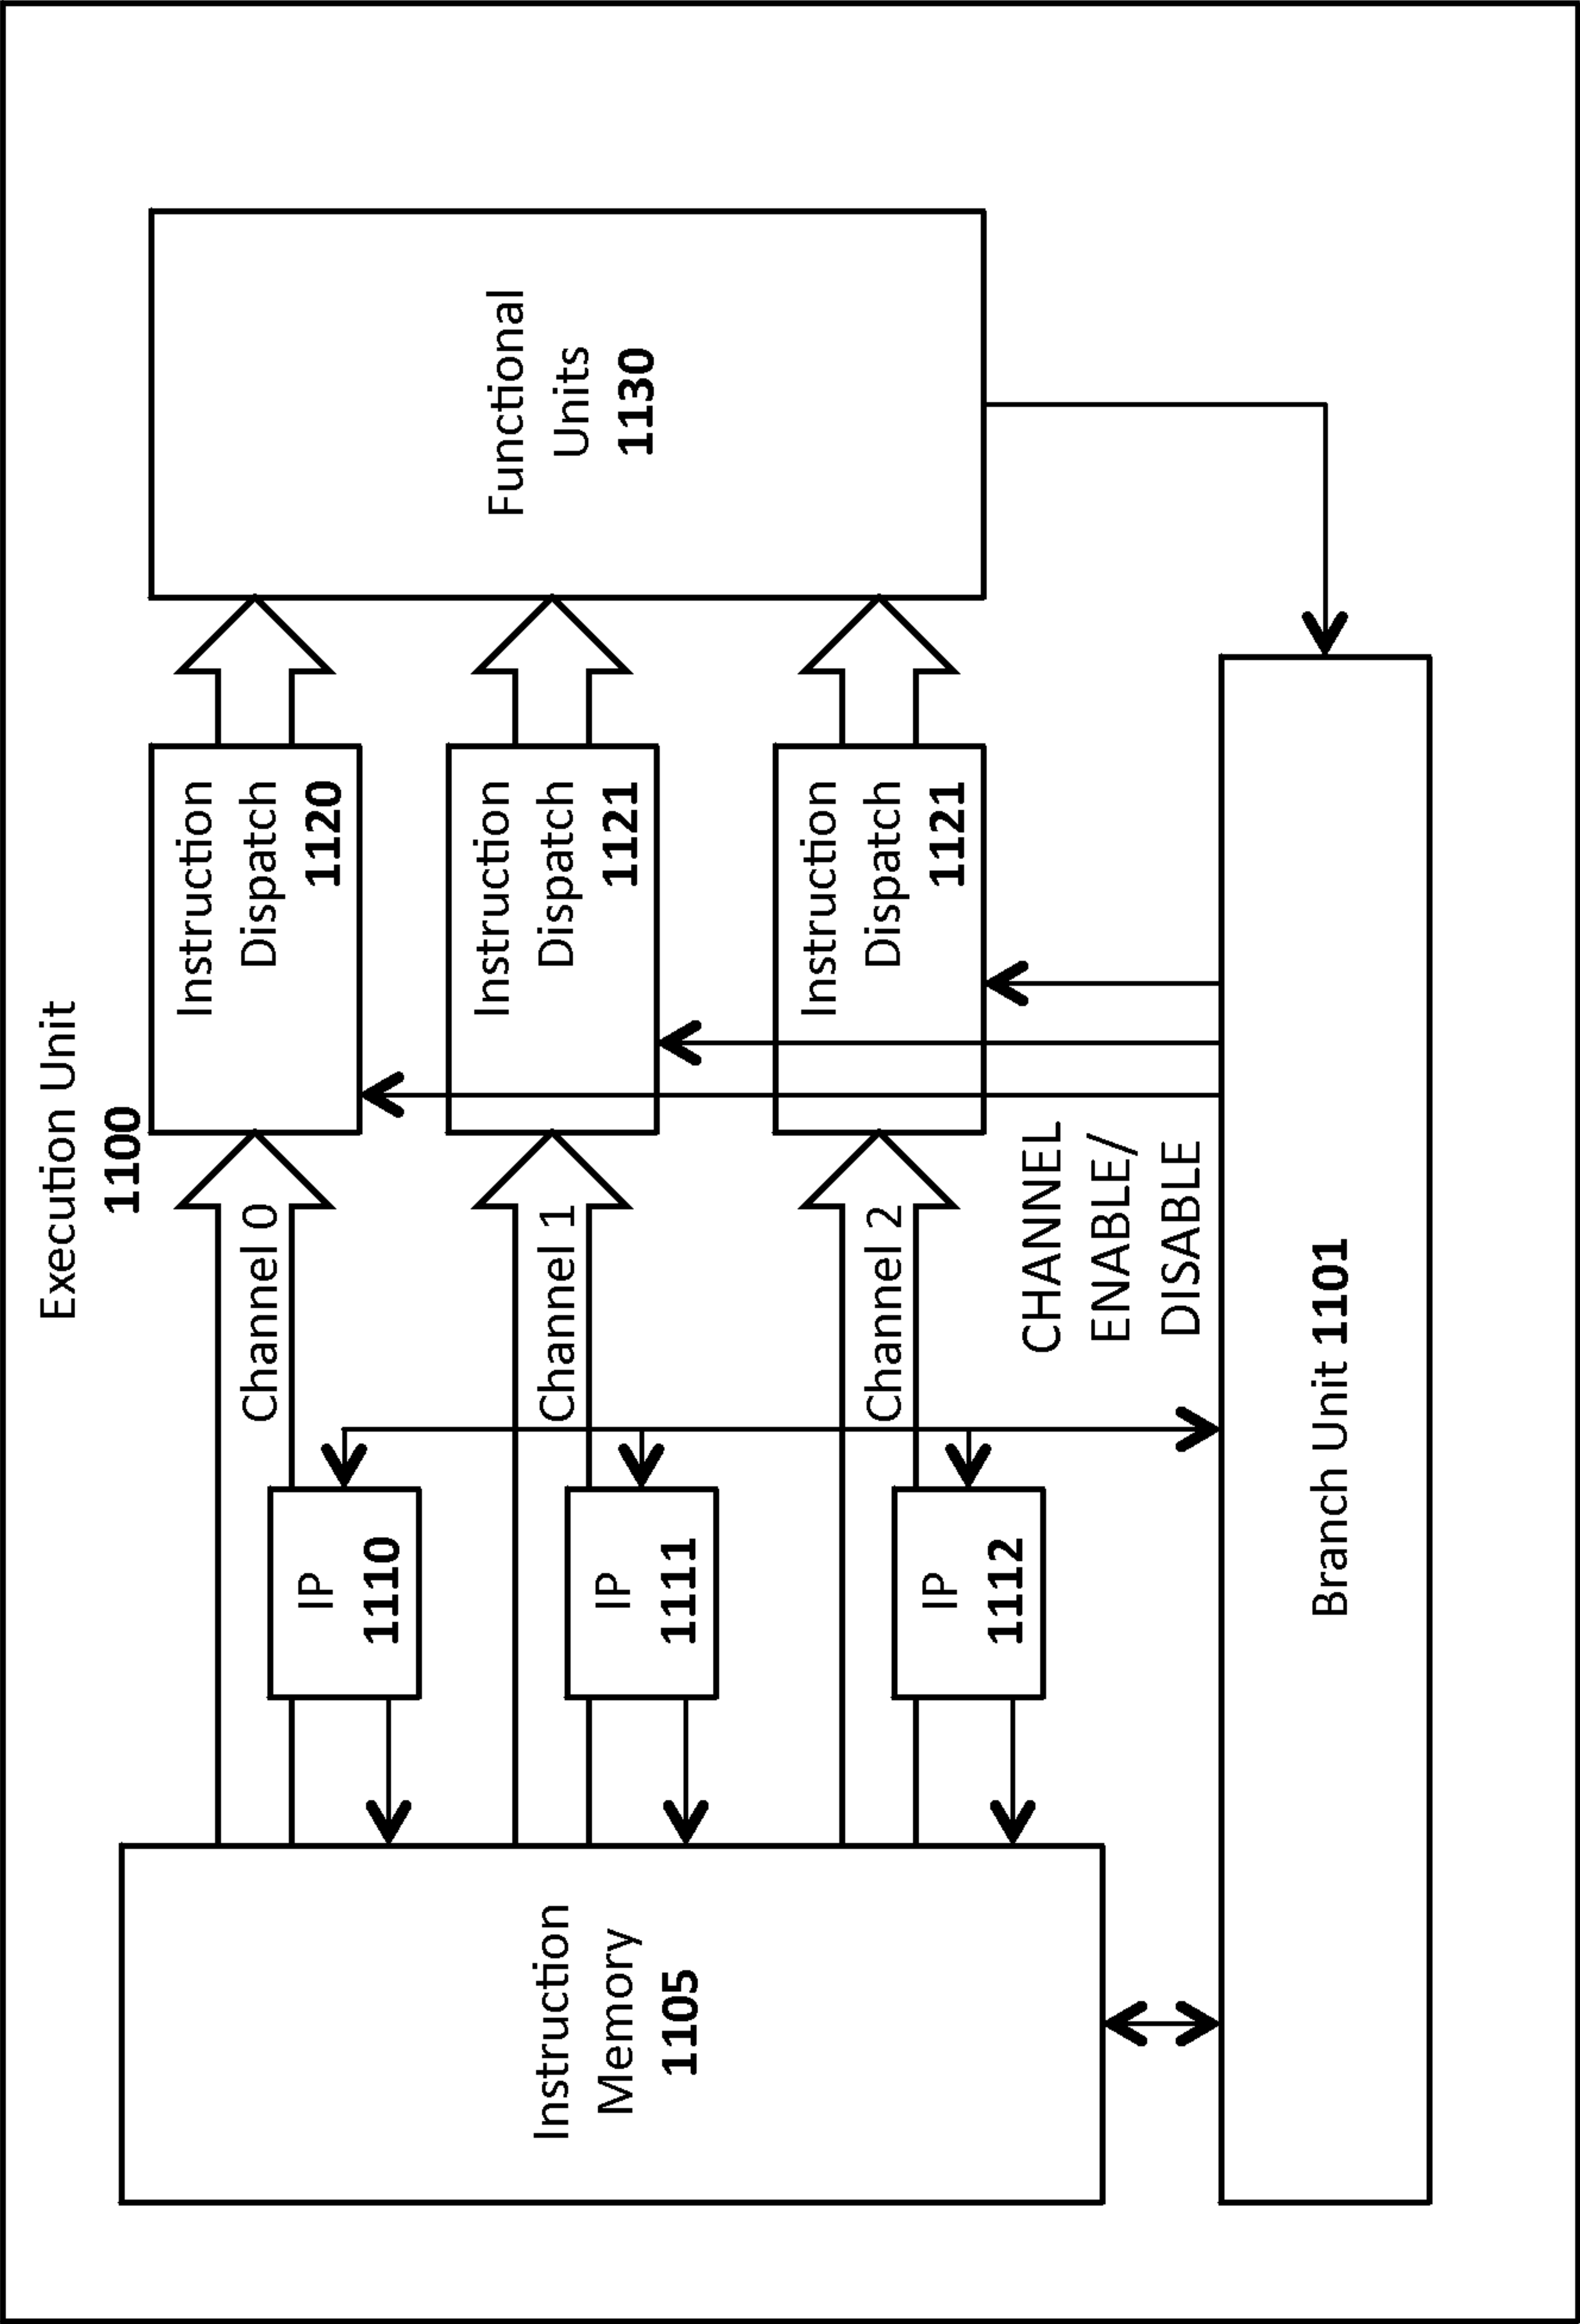 Execution Unit
1100
Instruction
Memory
1105
IP
1110
IP
1111
IP
1112
Channel 0
Channel 1
Channel 2
Instruction
Dispatch
1120
Instruction
Dispatch
1121
Instruction
Dispatch
1121
Functional
Units
1130
CHANNEL
ENABLE/
DISABLE
Branch Unit 1101